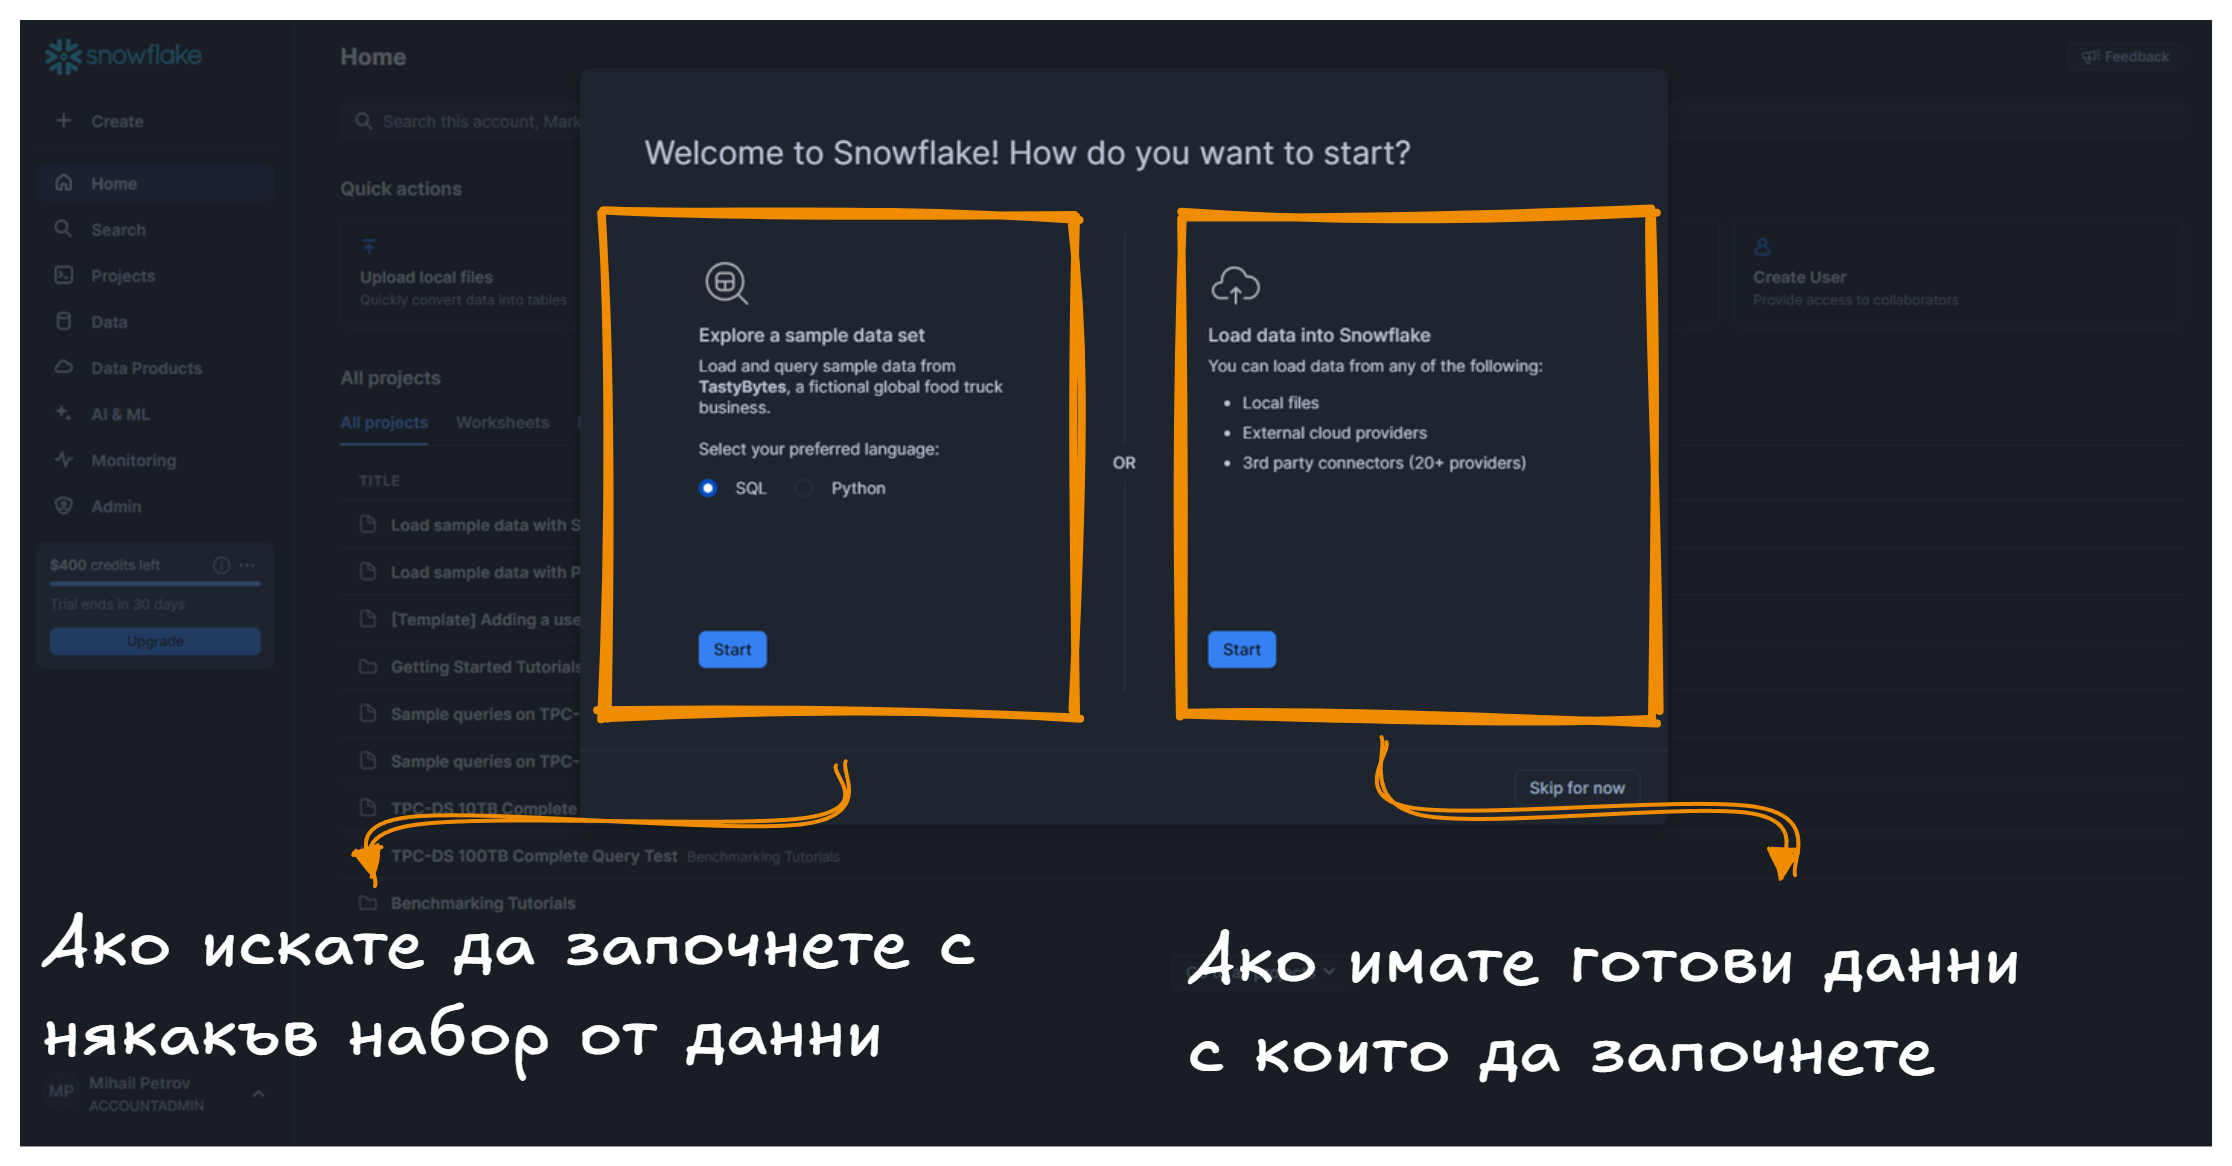 snowflake
Create
Home
Search
Projects
Data
Data Products
AI & ML
Monitoring
Admin
$400 credits left
Trial ends in 30 days
Upgrade
MP
Mihail Petrov
ACCOUNTADMIN
Home
Feedback
Search this account, Mark
Quick actions
Upload local files
Quickly convert data into tables
Create User
Provide access to collaborators
All projects
All projects Worksheets
TITLE
Load sample data with S
Load sample data with P
[Template] Adding a use
Getting Started Tutorials
Sample queries on TPC-
Sample queries on TPC-
TPC-DS 10TB Complete
TPC-DS 100TB Complete Query Test Benchmarking Tutorials
Benchmarking Tutorials
Welcome to Snowflake! How do you want to start?
Explore a sample data set
Load and query sample data from
TastyBytes, a fictional global food truck
business.
Select your preferred language:
SQL Python
Start
OR
Load data into Snowflake
You can load data from any of the following:
• Local files
• External cloud providers
• 3rd party connectors (20+ providers)
Start
Skip for now
Ако искате да започнете с
някакъв набор от данни
Ако имате готови данни
с които да започнете